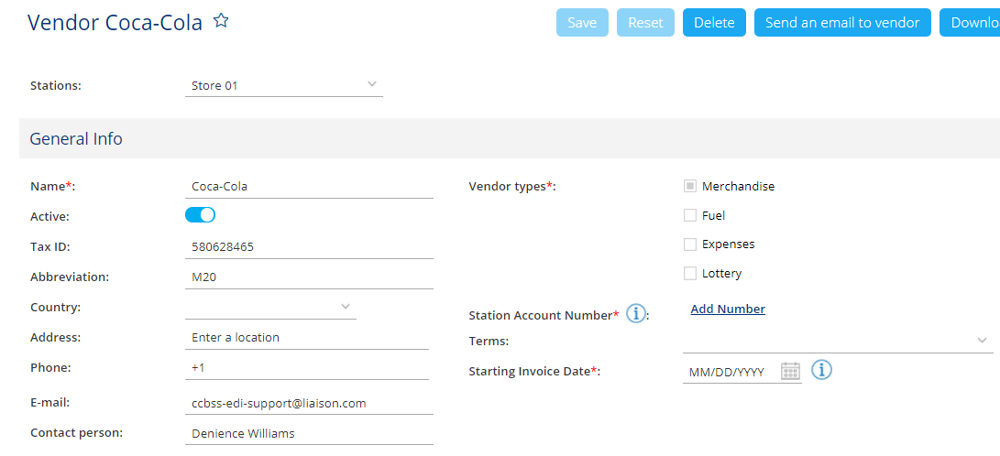 Vendor Coca-Cola
Save
Reset
Delete
Send an email to vendor
Downlo
Stations:
Store 01
General Info
Name*:
Coca-Cola
Active:
Tax ID:
580628465
Abbreviation:
M20
Country:
Address:
Enter a location
Phone:
+1
E-mail:
ccbss-edi-support@liaison.com
Contact person:
Denience Williams
Vendor types*:
Merchandise
Fuel
Expenses
Lottery
Station Account Number* i:
Add Number
Terms:
Starting Invoice Date*:
MM/DD/YYYY
i